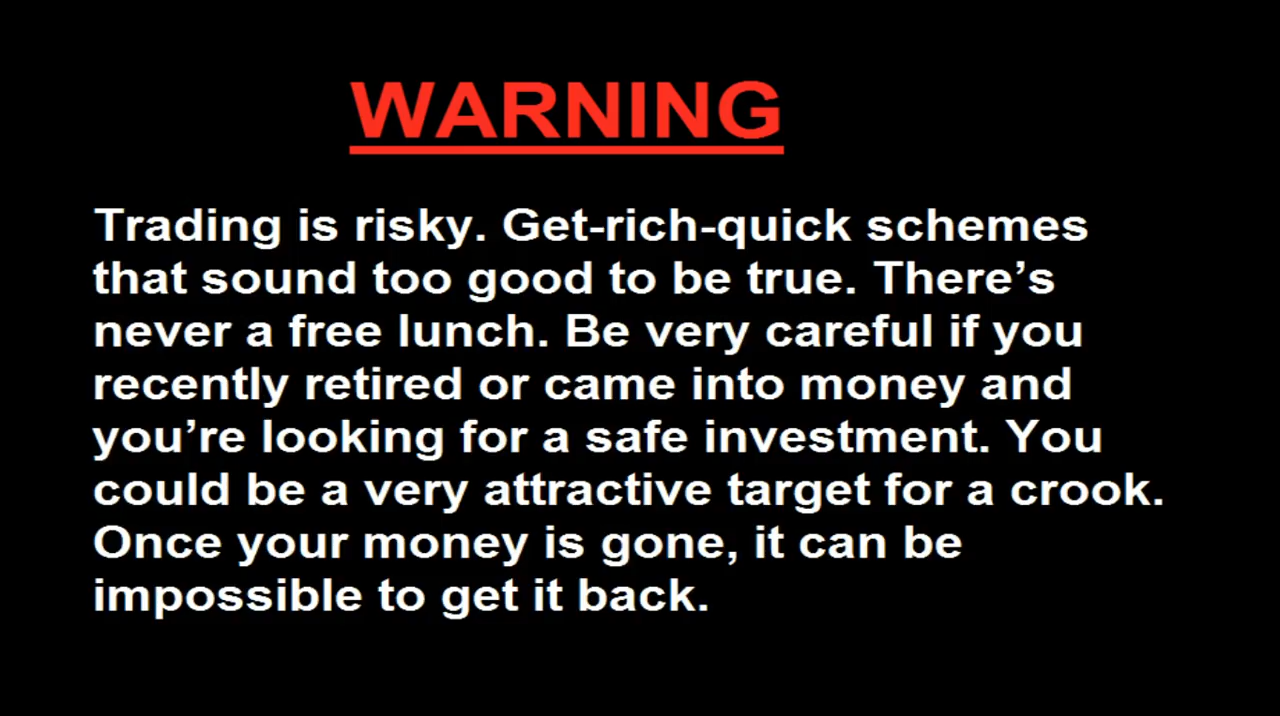 WARNING
Trading is risky. Get-rich-quick schemes
that sound too good to be true. There’s
never a free lunch. Be very careful if you
recently retired or came into money and
you’re looking for a safe investment. You
could be a very attractive target for a crook.
Once your money is gone, it can be
impossible to get it back.